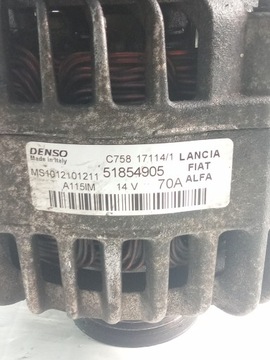 DENSO C758 17114/1 LANCIA
Made in Italy FIAT
MS1012101211 51854905 ALFA
A115IM 14 V 70A